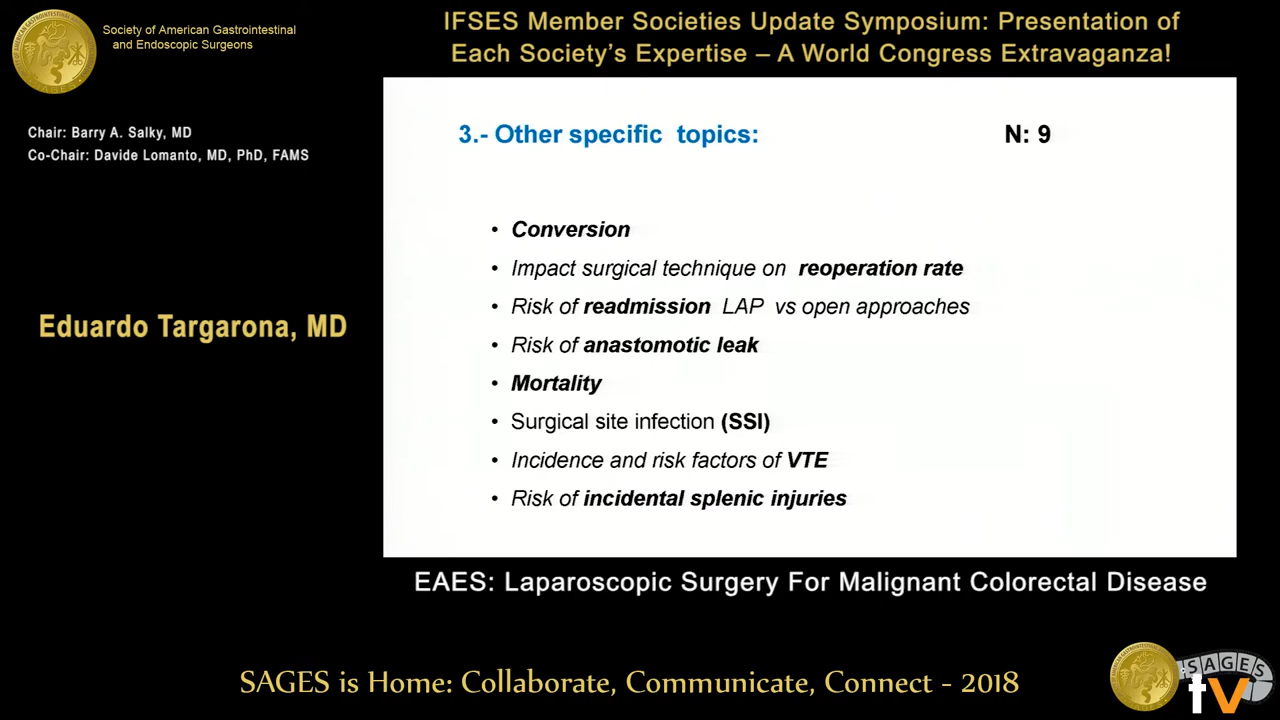 Society of American Gastrointestinal
and Endoscopic Surgeons
IFSES Member Societies Update Symposium: Presentation of
Each Society's Expertise – A World Congress Extravaganza!
Chair: Barry A. Salky, MD
Co-Chair: Davide Lomanto, MD, PhD, FAMS
Eduardo Targarona, MD
3.- Other specific topics: N: 9
• Conversion
• Impact surgical technique on reoperation rate
• Risk of readmission LAP vs open approaches
• Risk of anastomotic leak
• Mortality
• Surgical site infection (SSI)
• Incidence and risk factors of VTE
• Risk of incidental splenic injuries
EAES: Laparoscopic Surgery For Malignant Colorectal Disease
SAGES is Home: Collaborate, Communicate, Connect - 2018
SAGES
tv